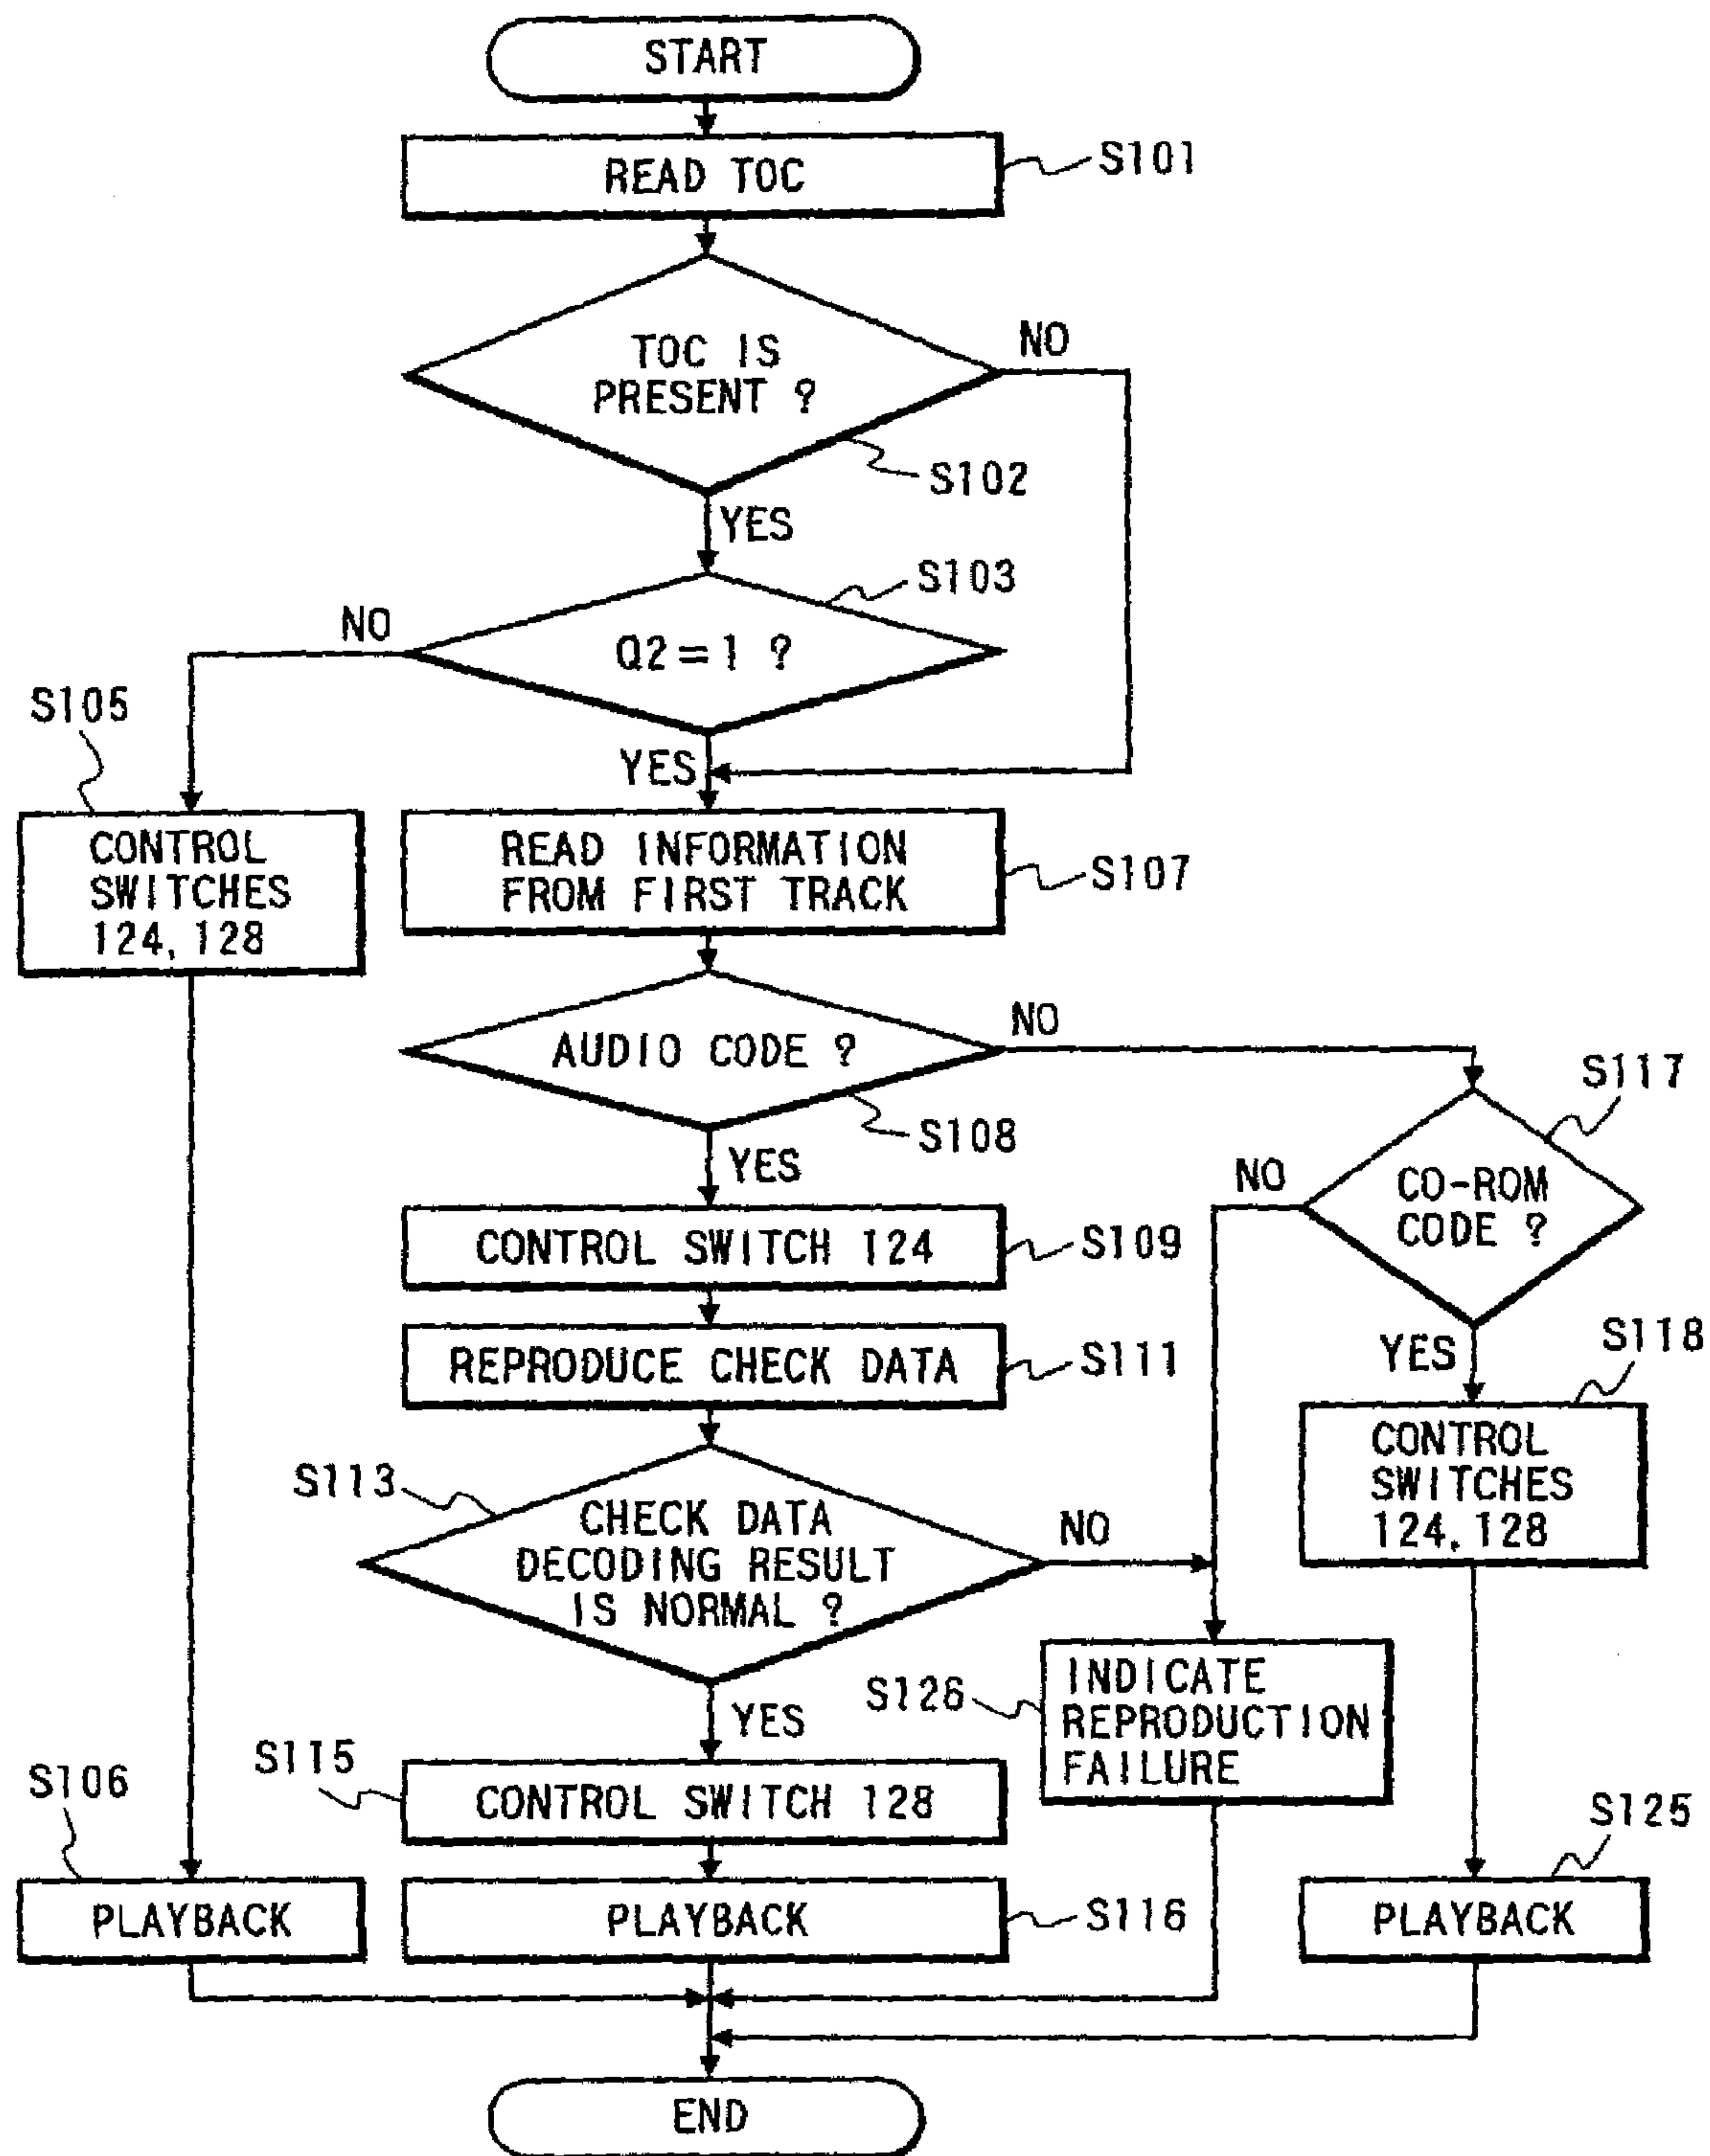 START
READ TOC
S101
TOC IS
PRESENT ?
NO
S102
YES
S103
NO
Q2=1 ?
S105
YES
CONTROL
SWITCHES
124, 128
READ INFORMATION
FROM FIRST TRACK
S107
AUDIO CODE ?
NO
S108
YES
S117
CO-ROM
CODE ?
NO
YES
CONTROL SWITCH 124
S109
REPRODUCE CHECK DATA
S111
S118
CONTROL
SWITCHES
124, 128
S113
CHECK DATA
DECODING RESULT
IS NORMAL ?
NO
YES
S126
INDICATE
REPRODUCTION
FAILURE
S115
CONTROL SWITCH 128
S106
PLAYBACK
PLAYBACK
S116
S125
PLAYBACK
END